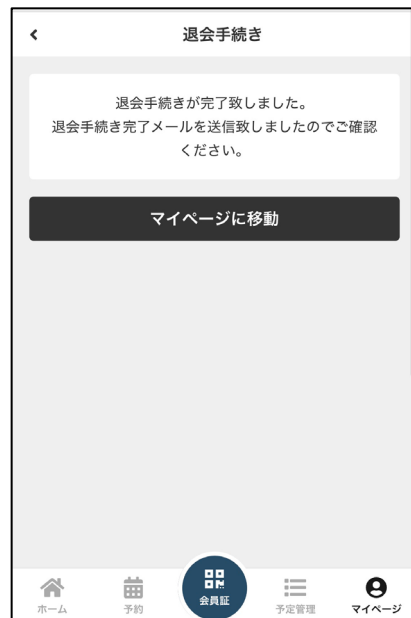 退会手続き
退会手続きが完了致しました。
退会手続き完了メールを送信致しましたのでご確認
ください。
マイページに移動
ホーム
予約
会員証
予定管理
マイページ